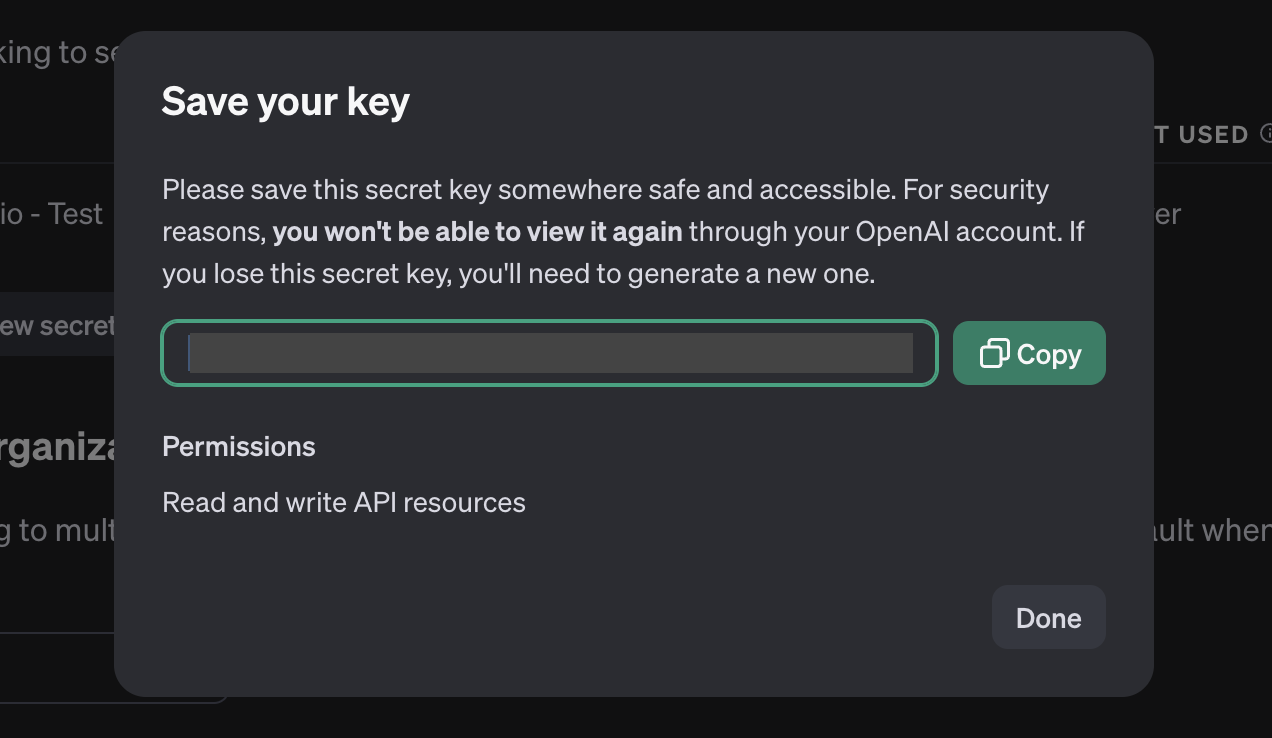 king to se
Save your key
T USED
Please save this secret key somewhere safe and accessible. For security
reasons, you won't be able to view it again through your OpenAI account. If
you lose this secret key, you'll need to generate a new one.
io - Test
er
ew secret
Copy
rganiza
Permissions
Read and write API resources
g to mult
ault when
Done